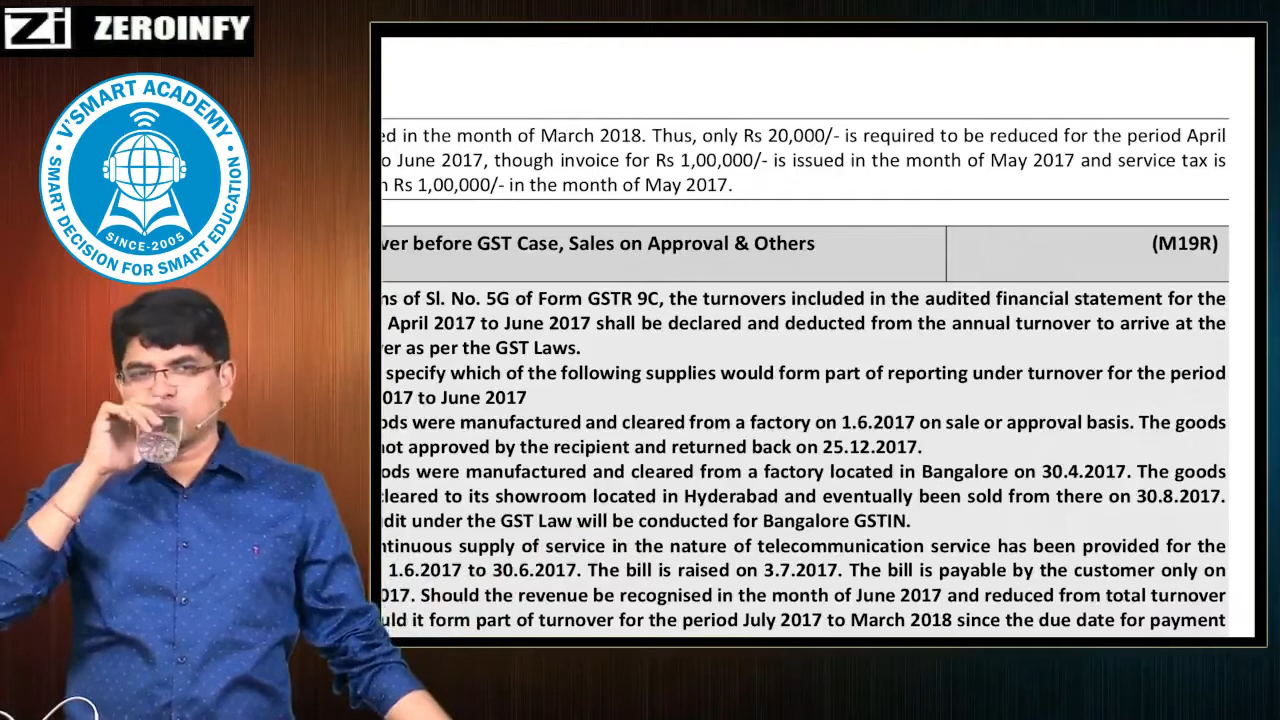 Zi ZEROINFY
V'SMART ACADEMY
SMART DECISION FOR SMART EDUCATION
SINCE-2005
ed in the month of March 2018. Thus, only Rs 20,000/- is required to be reduced for the period April
o June 2017, though invoice for Rs 1,00,000/- is issued in the month of May 2017 and service tax is
n Rs 1,00,000/- in the month of May 2017.
ver before GST Case, Sales on Approval & Others (M19R)
ns of Sl. No. 5G of Form GSTR 9C, the turnovers included in the audited financial statement for the
April 2017 to June 2017 shall be declared and deducted from the annual turnover to arrive at the
er as per the GST Laws.
specify which of the following supplies would form part of reporting under turnover for the period
017 to June 2017
ods were manufactured and cleared from a factory on 1.6.2017 on sale or approval basis. The goods
not approved by the recipient and returned back on 25.12.2017.
ods were manufactured and cleared from a factory located in Bangalore on 30.4.2017. The goods
cleared to its showroom located in Hyderabad and eventually been sold from there on 30.8.2017.
dit under the GST Law will be conducted for Bangalore GSTIN.
ntinuous supply of service in the nature of telecommunication service has been provided for the
1.6.2017 to 30.6.2017. The bill is raised on 3.7.2017. The bill is payable by the customer only on
017. Should the revenue be recognised in the month of June 2017 and reduced from total turnover
uld it form part of turnover for the period July 2017 to March 2018 since the due date for payment